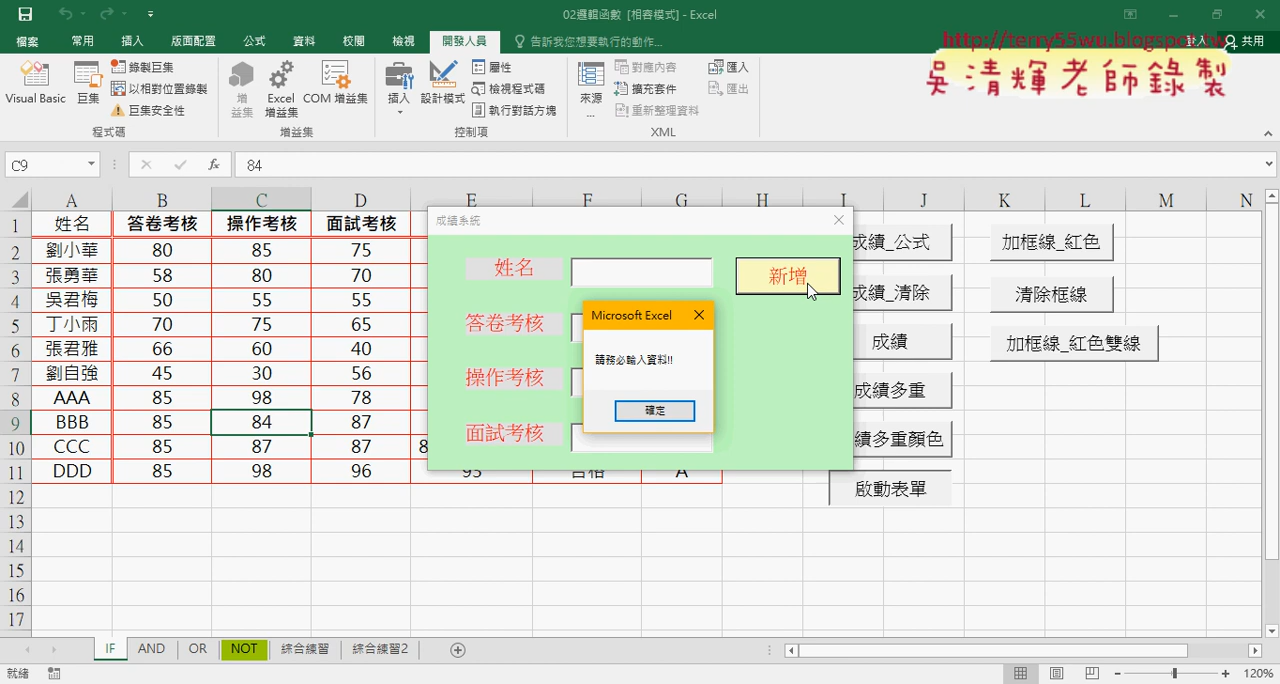 02邏輯函數 [相容模式] - Excel
檔案 常用 插入 版面配置 公式 資料 校閱 檢視 開發人員 告訴我您想要執行的動作... 登入 共用
http://terry55wu.blogspot.tw
吳清輝老師錄製
Visual Basic 巨集 錄製巨集 以相對位置錄製 巨集安全性
程式碼
增益集 Excel 增益集 COM 增益集
增益集
插入 設計模式 屬性 檢視程式碼 執行對話方塊
控制項
來源... 對應內容 擴充套件 重新整理資料 匯入 匯出
XML
C9 fx 84
A B C D E F G H I J K L M N
1 姓名 答卷考核 操作考核 面試考核
2 劉小華 80 85 75
3 張勇華 58 80 70
4 吳君梅 50 55 55
5 丁小雨 70 75 65
6 張君雅 66 60 40
7 劉自強 45 30 56
8 AAA 85 98 78
9 BBB 85 84 87
10 CCC 85 87 87 8
11 DDD 85 98 96 93 合格 A
12
13
14
15
16
17
成績系統
姓名
答卷考核
操作考核
面試考核
新增
Microsoft Excel
請務必輸入資料!!
確定
成績_公式
成績_清除
成績
成績多重
績多重顏色
啟動表單
加框線_紅色
清除框線
加框線_紅色雙線
IF AND OR NOT 綜合練習 綜合練習2
就緒 120%